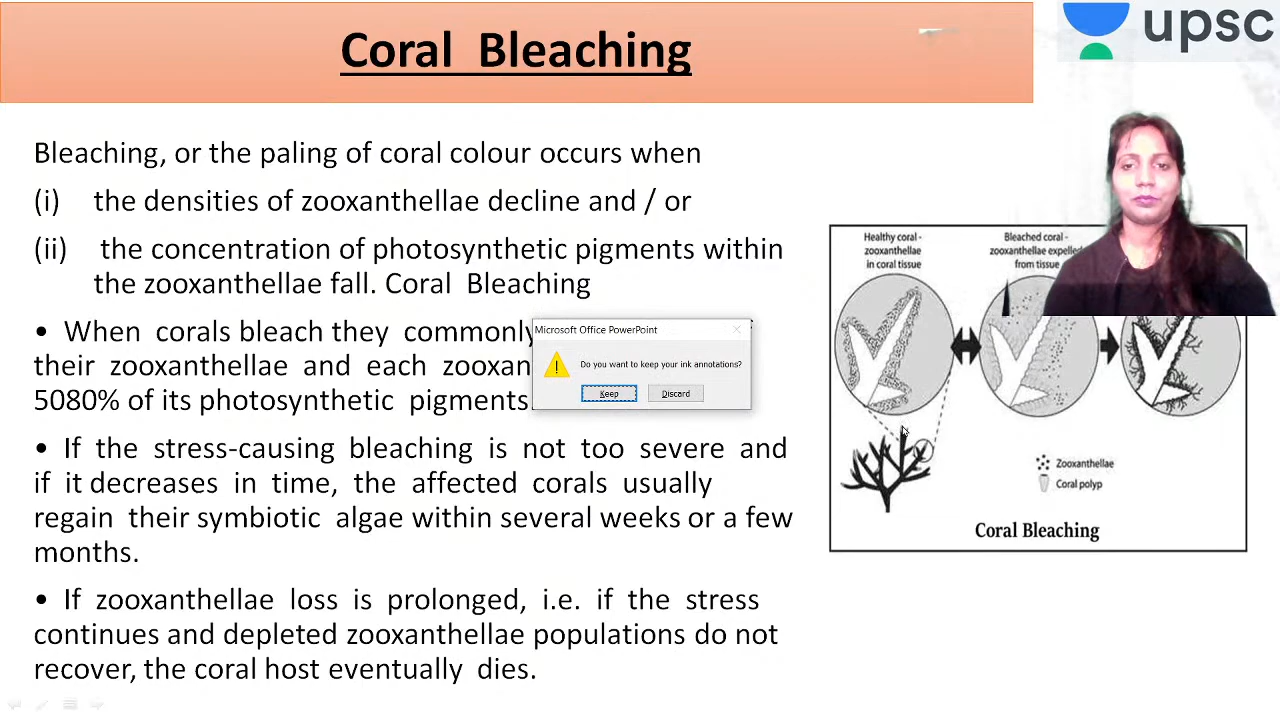 Coral Bleaching
upsc
Bleaching, or the paling of coral colour occurs when
(i) the densities of zooxanthellae decline and / or
(ii) the concentration of photosynthetic pigments within
the zooxanthellae fall. Coral Bleaching
• When corals bleach they commonly
their zooxanthellae and each
5080% of its photosynthetic pigments
• If the stress-causing bleaching is not too severe and
if it decreases in time, the affected corals usually
regain their symbiotic algae within several weeks or a few
months.
• If zooxanthellae loss is prolonged, i.e. if the stress
continues and depleted zooxanthellae populations do not
recover, the coral host eventually dies.
Microsoft Office PowerPoint
Do you want to keep your ink annotations?
Keep
Discard
Healthy coral -
zooxanthellae
in coral tissue
Bleached coral -
zooxanthellae expelled
from tissue
Zooxanthellae
Coral polyp
Coral Bleaching